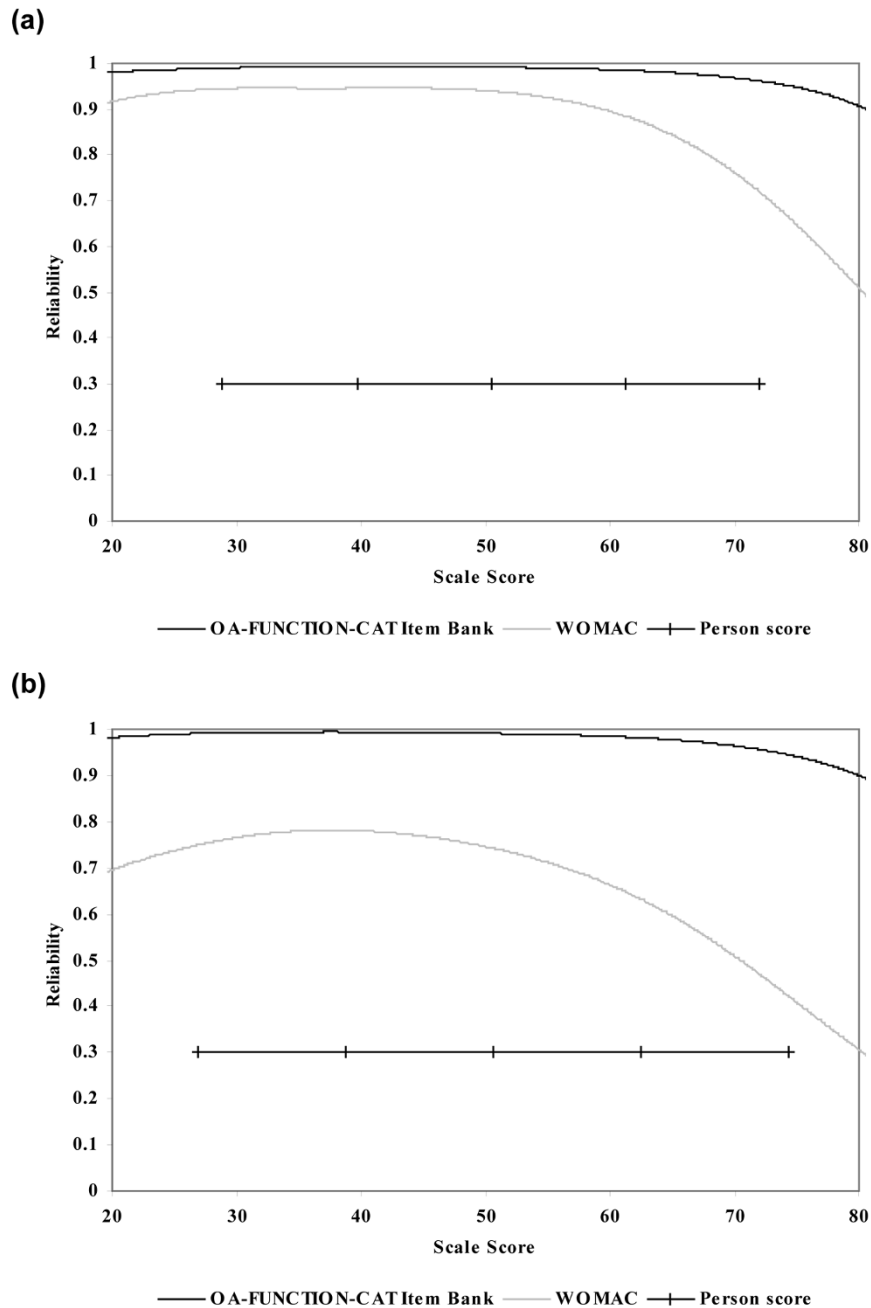 (a)
1
0.9
0.8
0.7
0.6
0.5
0.4
0.3
0.2
0.1
0
Reliability
20 30 40 50 60 70 80
Scale Score
OA-FUNCTION-CAT Item Bank WOMAC Person score
(b)
1
0.9
0.8
0.7
0.6
0.5
0.4
0.3
0.2
0.1
0
Reliability
20 30 40 50 60 70 80
Scale Score
OA-FUNCTION-CAT Item Bank WOMAC Person score